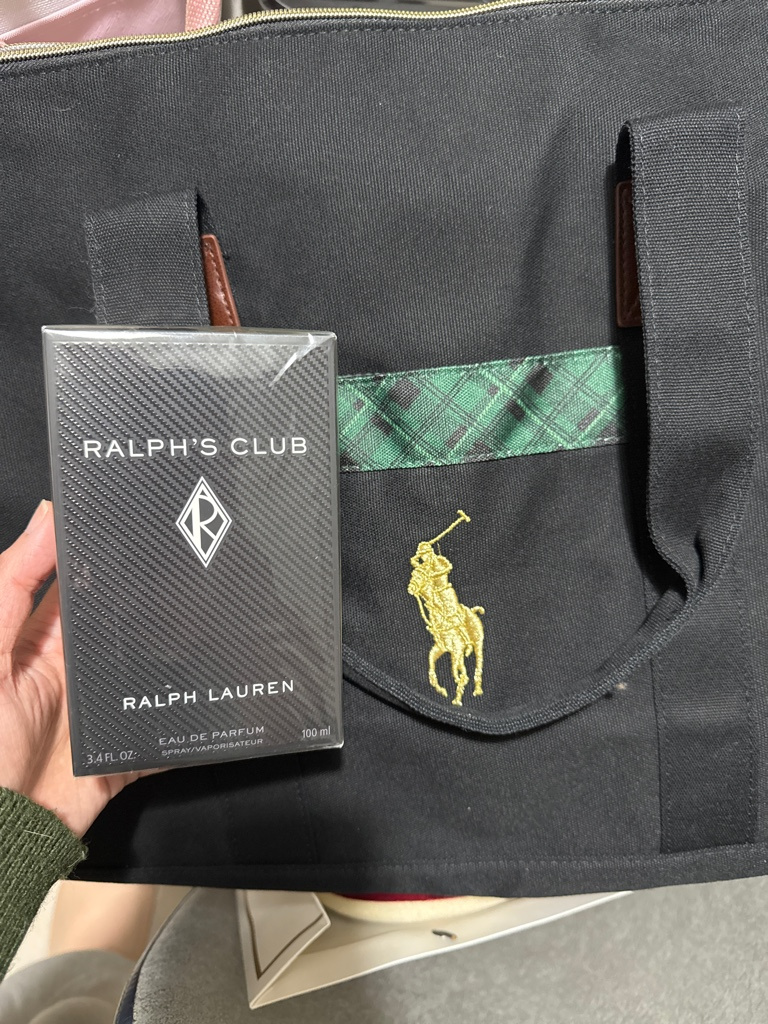 RALPH'S CLUB
R
RALPH LAUREN
EAU DE PARFUM
SPRAY/VAPORISATEUR
3.4 FL. OZ.
100 ml